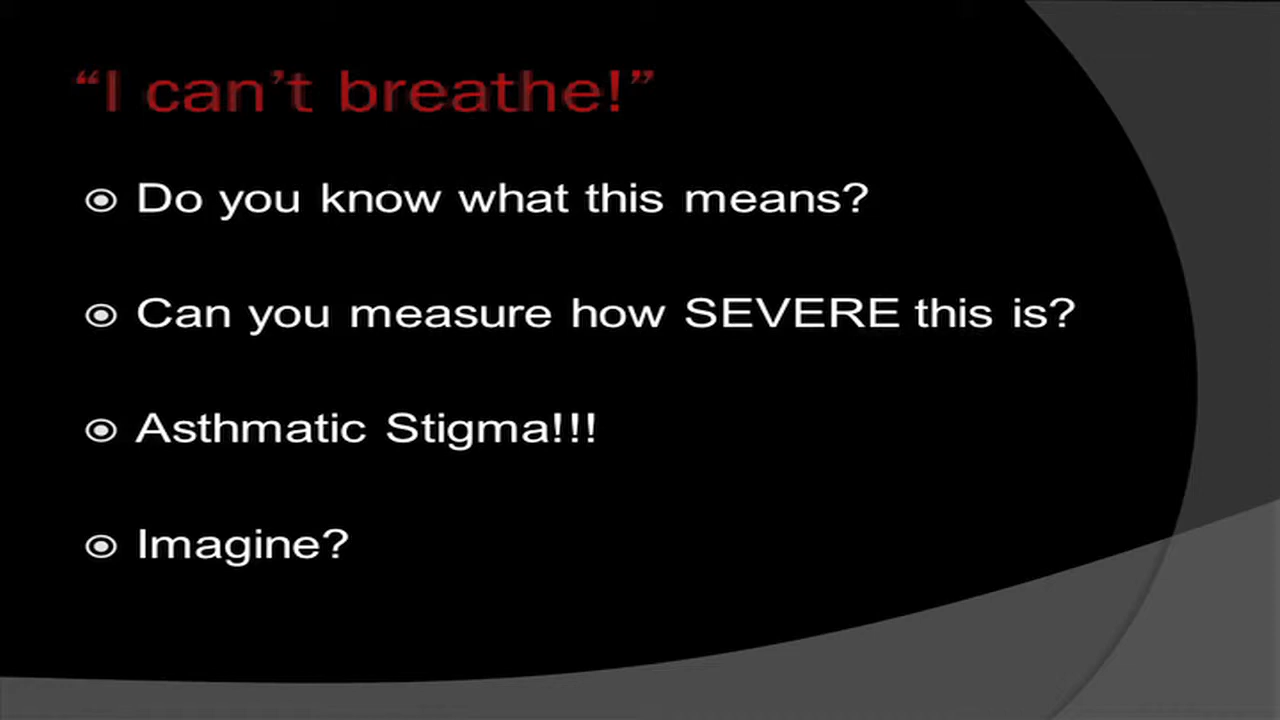 “I can’t breathe!”
Do you know what this means?
Can you measure how SEVERE this is?
Asthmatic Stigma!!!
Imagine?